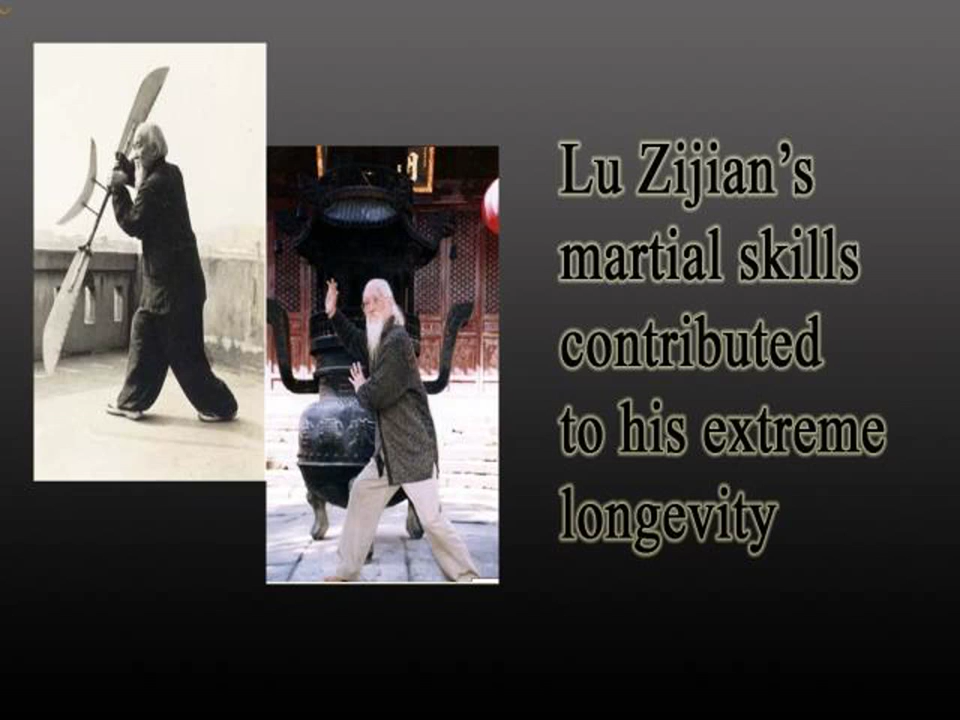 Lu Zijian’s
martial skills
contributed
to his extreme
longevity